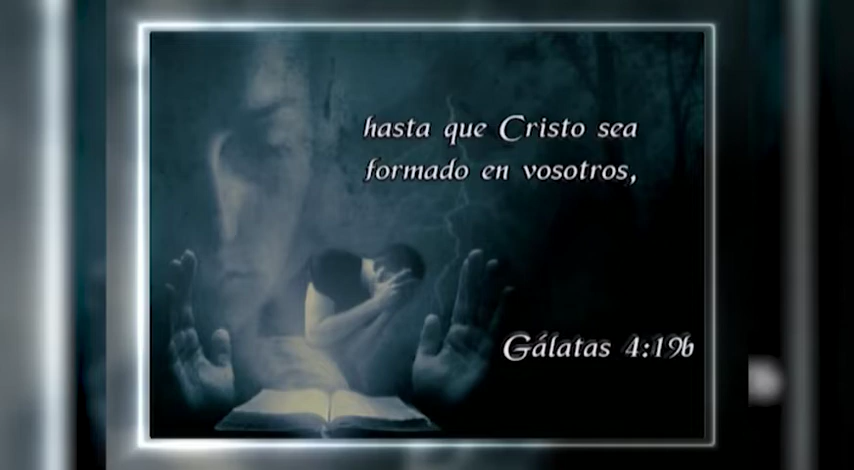 hasta que Cristo sea
formado en vosotros,
Gálatas 4:19b